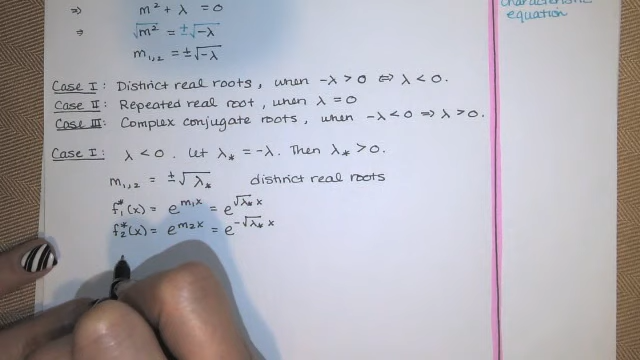 ⇒ m² + λ = 0
⇒ √m² = ±√-λ
m₁,₂ = ±√-λ
characteristic
equation
Case I: Distinct real roots, when -λ > 0 ⇔ λ < 0.
Case II: Repeated real root, when λ = 0
Case III: Complex conjugate roots, when -λ < 0 ⇒ λ > 0.
Case I: λ < 0. Let λ* = -λ. Then λ* > 0.
m₁,₂ = ±√λ* distinct real roots
f₁*(x) = e^{m₁x} = e^{√λ* x}
f₂*(x) = e^{m₂x} = e^{-√λ* x}